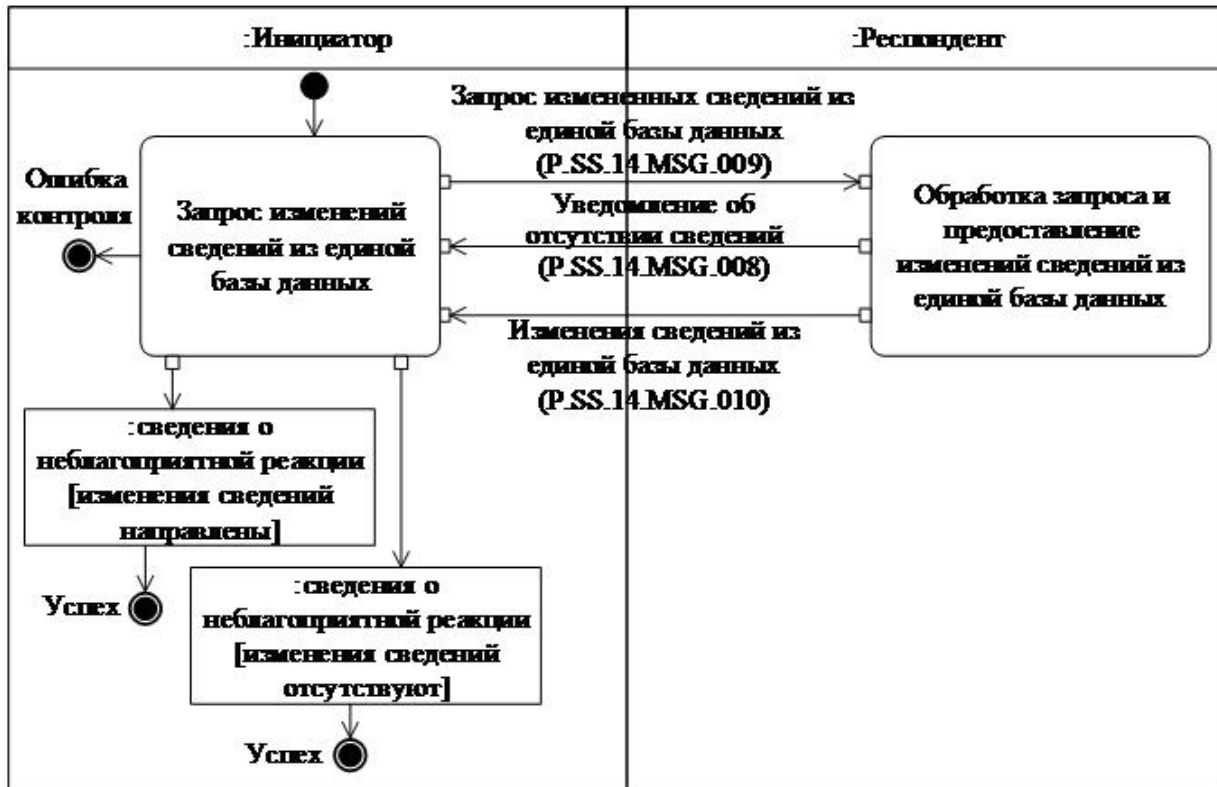 :Инициатор
:Респондент
Запрос измененных сведений из
единой базы данных
(P.SS.14.MSG.009)
Ошибка
контроля
Запрос изменений
сведений из единой
базы данных
Уведомление об
отсутствии сведений
(P.SS.14.MSG.008)
Обработка запроса и
предоставление
изменений сведений из
единой базы данных
Изменения сведений из
единой базы данных
(P.SS.14.MSG.010)
:сведения о
неблагоприятной реакции
[изменения сведений
направлены]
Успех
:сведения о
неблагоприятной реакции
[изменения сведений
отсутствуют]
Успех